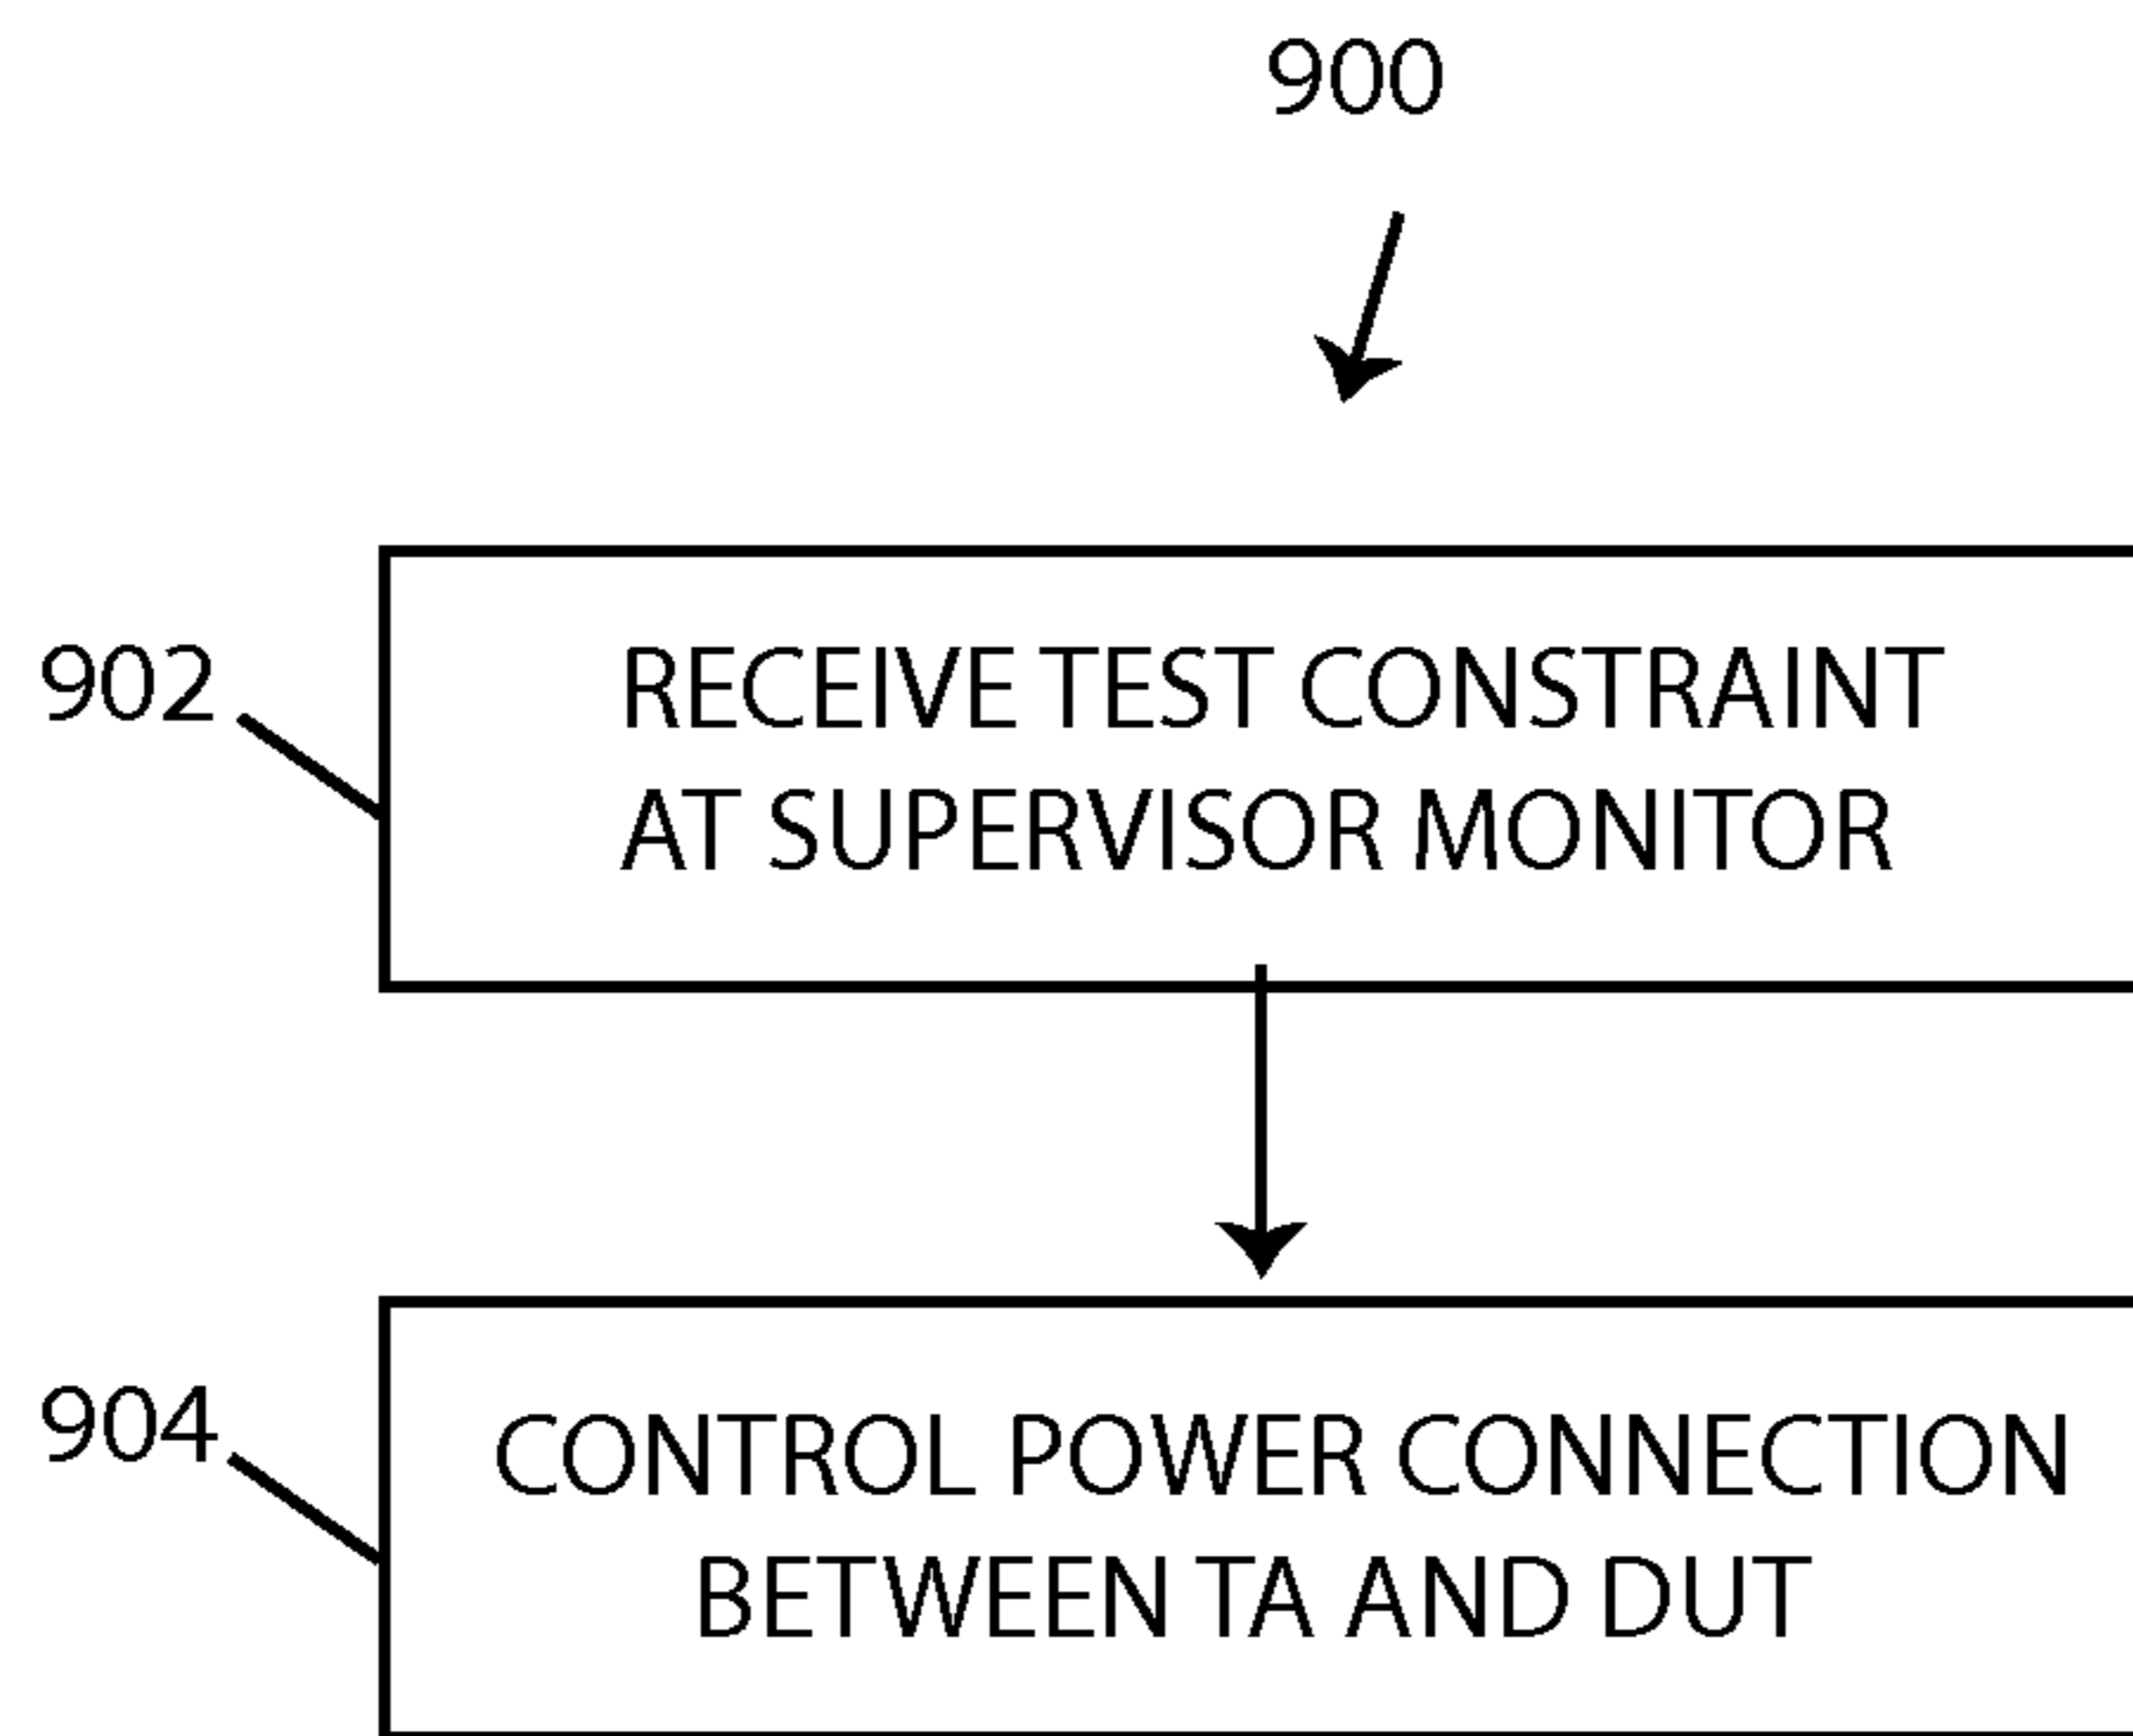 900
902
RECEIVE TEST CONSTRAINT
AT SUPERVISOR MONITOR
904
CONTROL POWER CONNECTION
BETWEEN TA AND DUT